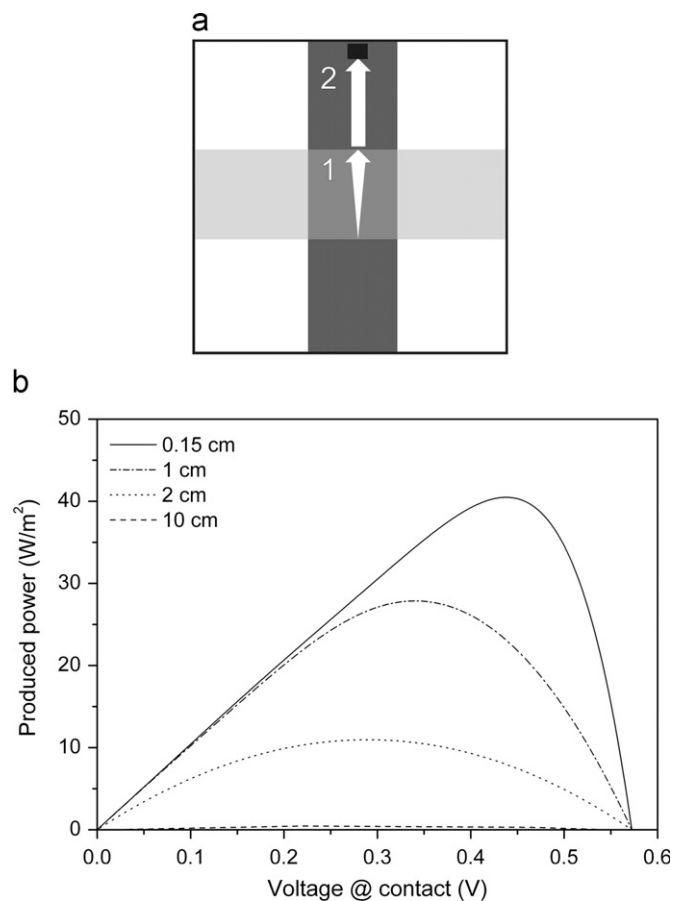 a
2
1
b
50
40
30
20
10
0
0.15 cm
1 cm
2 cm
10 cm
Produced power (W/m²)
0.0 0.1 0.2 0.3 0.4 0.5 0.6
Voltage @ contact (V)